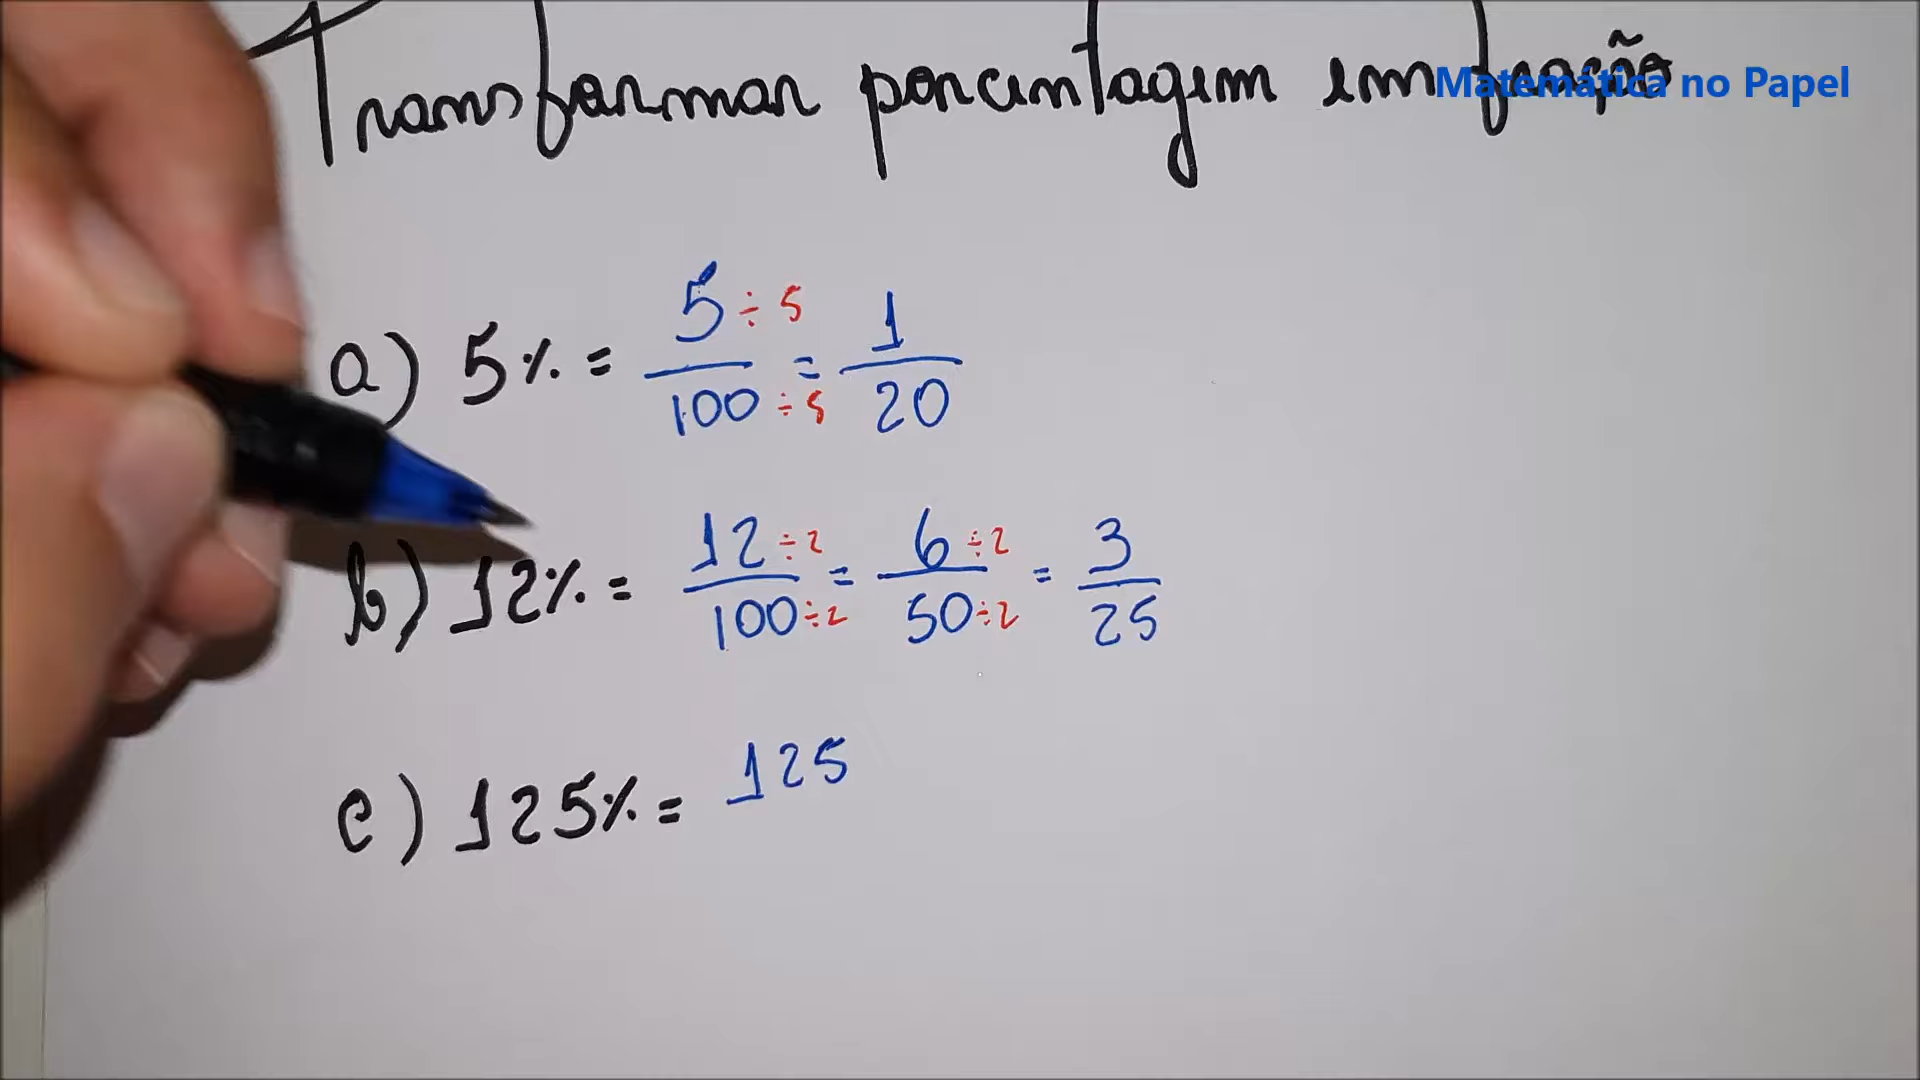 Transformar porcentagem em fração
Matemática no Papel
a) 5% = 5 ÷ 5 / 100 ÷ 5 = 1 / 20
b) 12% = 12 ÷ 2 / 100 ÷ 2 = 6 ÷ 2 / 50 ÷ 2 = 3 / 25
c) 125% = 125